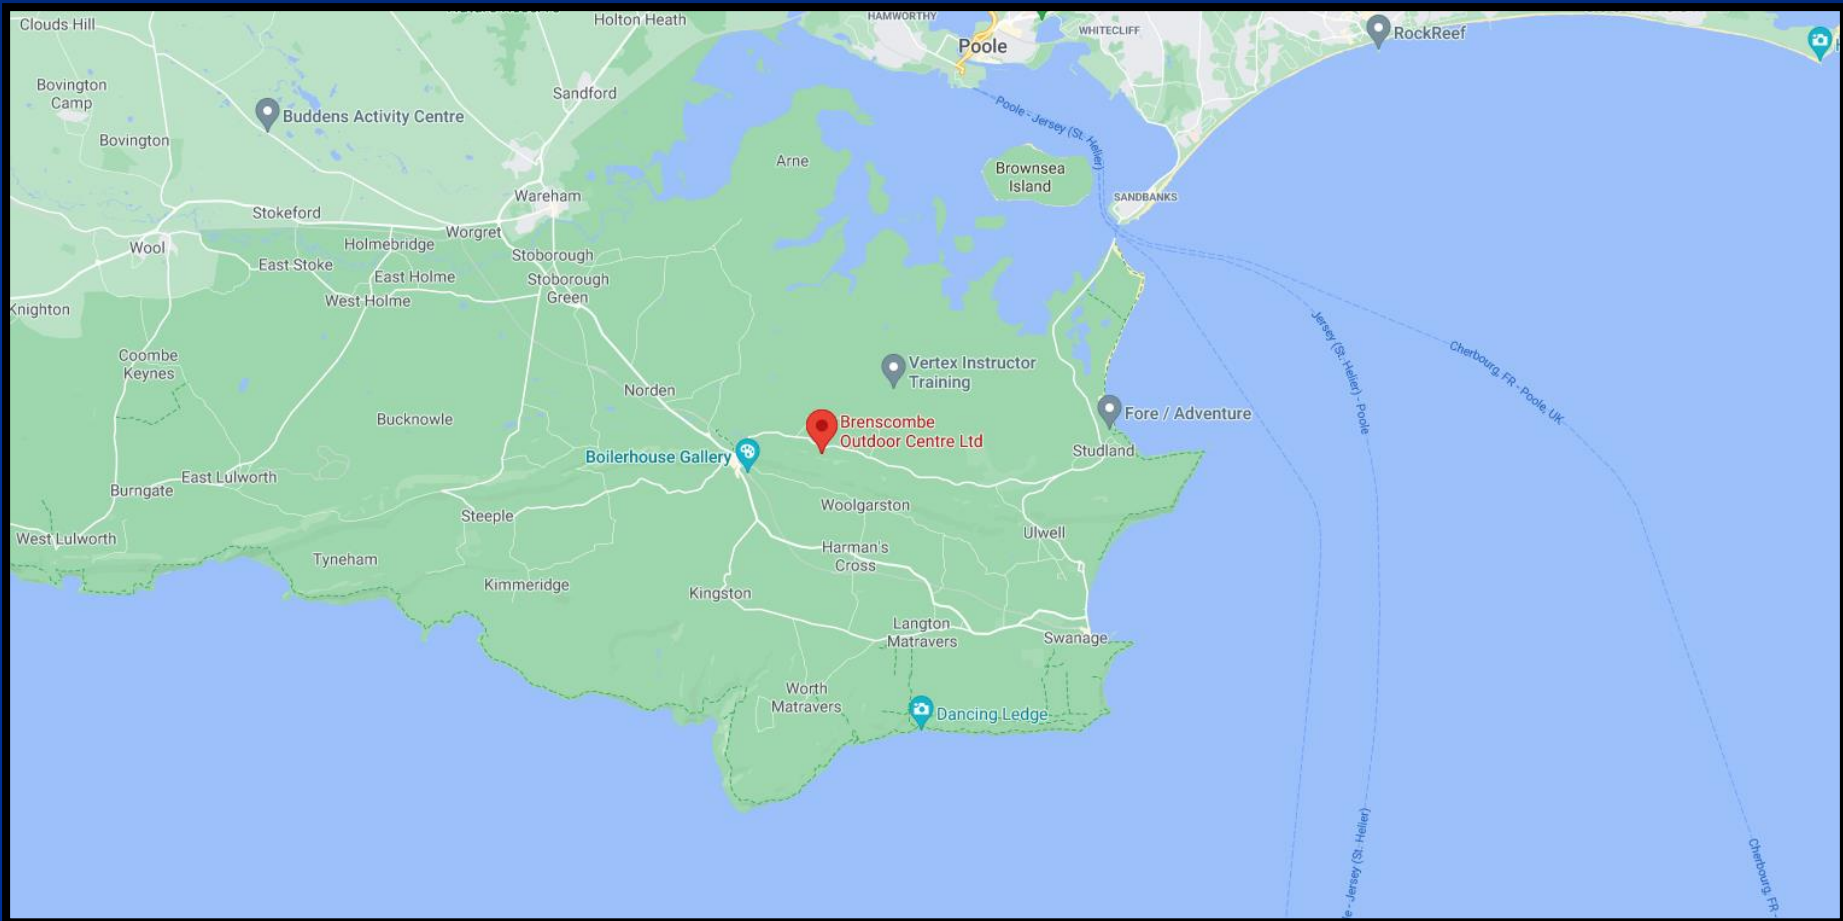 Clouds Hill
Holton Heath
HAMWORTHY
Poole
WHITECLIFF
RockReef
Bovington
Camp
Sandford
Buddens Activity Centre
Poole - Jersey (St. Helier)
Bovington
Arne
Brownsea
Island
Wareham
SANDBANKS
Stokeford
Worgret
Wool
Holmebridge
Stoborough
East Stoke
East Holme
Stoborough
Green
West Holme
Knighton
Jersey (St. Helier) - Poole
Cherbourg, FR - Poole, UK
Coombe
Keynes
Vertex Instructor
Training
Norden
Bucknowle
Brenscombe
Outdoor Centre Ltd
Fore / Adventure
Studland
Boilerhouse Gallery
East Lulworth
Burngate
Woolgarston
Steeple
West Lulworth
Ulwell
Tyneham
Harman's
Cross
Kimmeridge
Kingston
Langton
Matravers
Swanage
Worth
Matravers
Dancing Ledge
e - Jersey (St. Helier)
Cherbourg, FR -